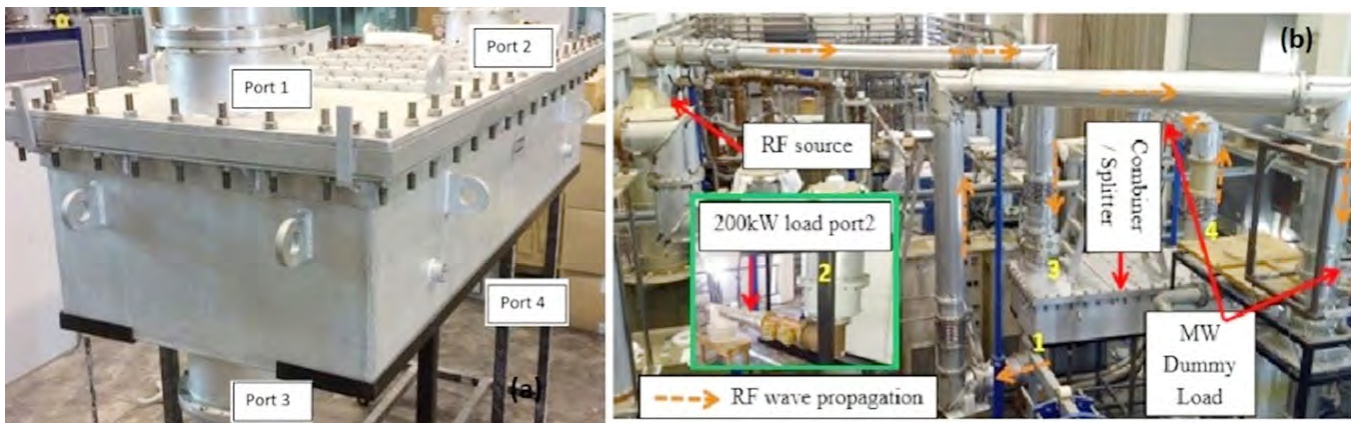 Port 1
Port 2
Port 4
Port 3
(a)
(b)
RF source
Combiner
/ Splitter
200kW load port2
2
3
4
1
MW
Dummy
Load
RF wave propagation